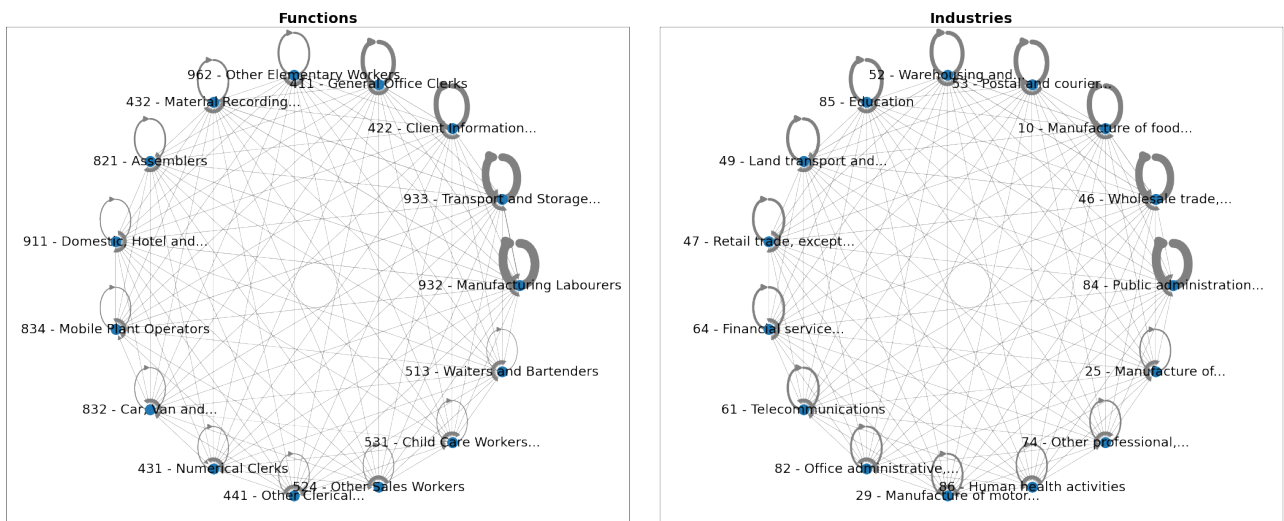 Functions
962 - Other Elementary Workers
411 - General Office Clerks
432 - Material Recording...
422 - Client Information...
821 - Assemblers
933 - Transport and Storage...
911 - Domestic, Hotel and...
932 - Manufacturing Labourers
834 - Mobile Plant Operators
513 - Waiters and Bartenders
832 - Car, Van and...
531 - Child Care Workers...
431 - Numerical Clerks
524 - Other Sales Workers
441 - Other Clerical...
Industries
52 - Warehousing and...
53 - Postal and courier...
85 - Education
10 - Manufacture of food...
49 - Land transport and...
46 - Wholesale trade,...
47 - Retail trade, except...
84 - Public administration...
64 - Financial service...
25 - Manufacture of...
61 - Telecommunications
74 - Other professional,...
82 - Office administrative,...
86 - Human health activities
29 - Manufacture of motor...